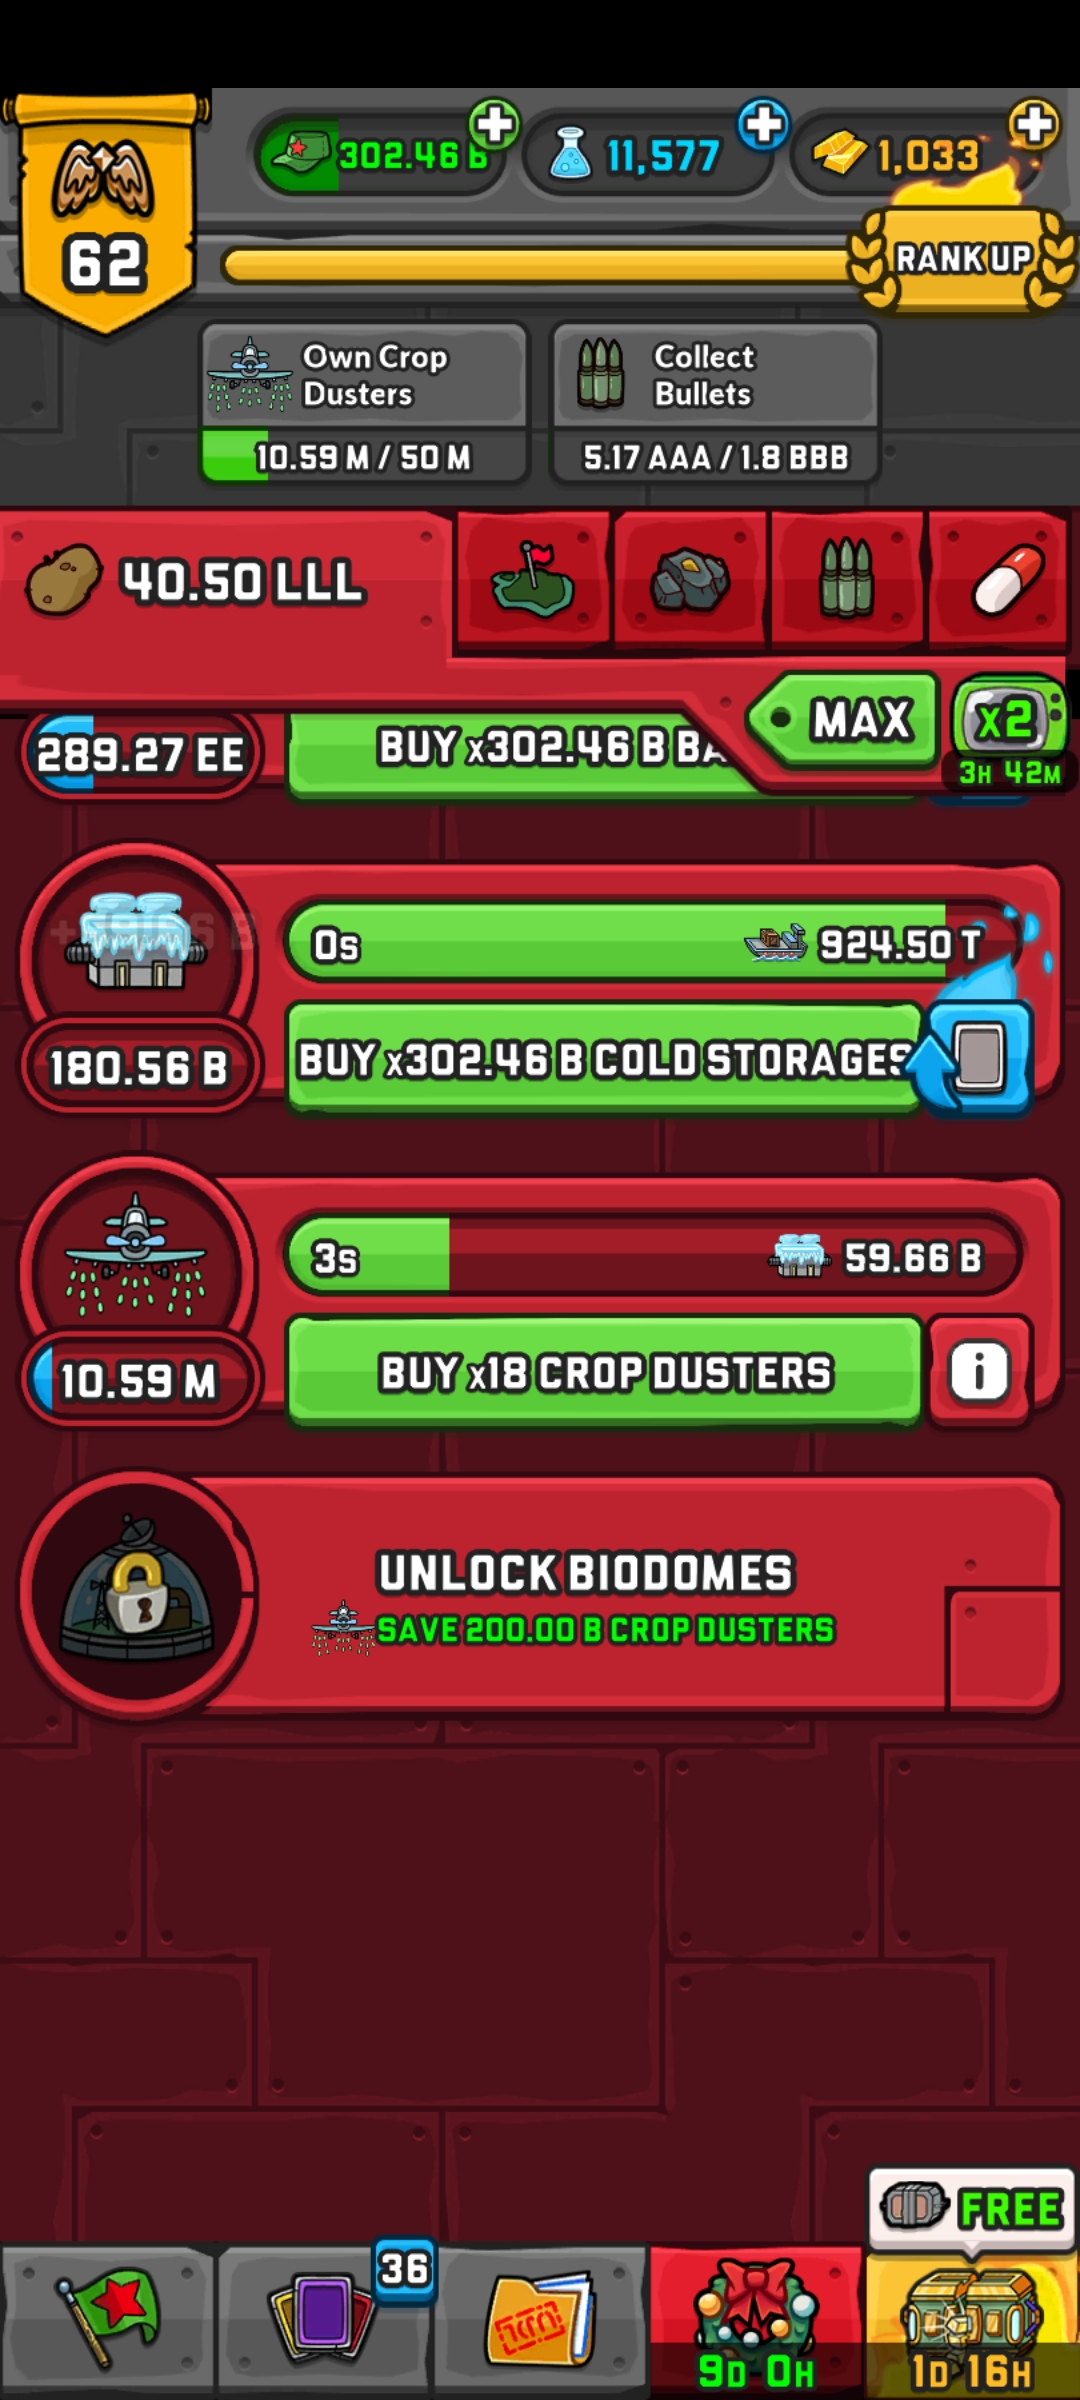 302.46 B
11,577
1,033
62
RANK UP
Own Crop
Dusters
Collect
Bullets
10.59 M / 50 M
5.17 AAA / 1.8 BBB
40.50 LLL
MAX
x2
3H 42M
289.27 EE
BUY x302.46 B
0s
924.50 T
180.56 B
BUY x302.46 B COLD STORAGES
3s
59.66 B
10.59 M
BUY x18 CROP DUSTERS
i
UNLOCK BIODOMES
SAVE 200.00 B CROP DUSTERS
FREE
36
9D 0H
1D 16H